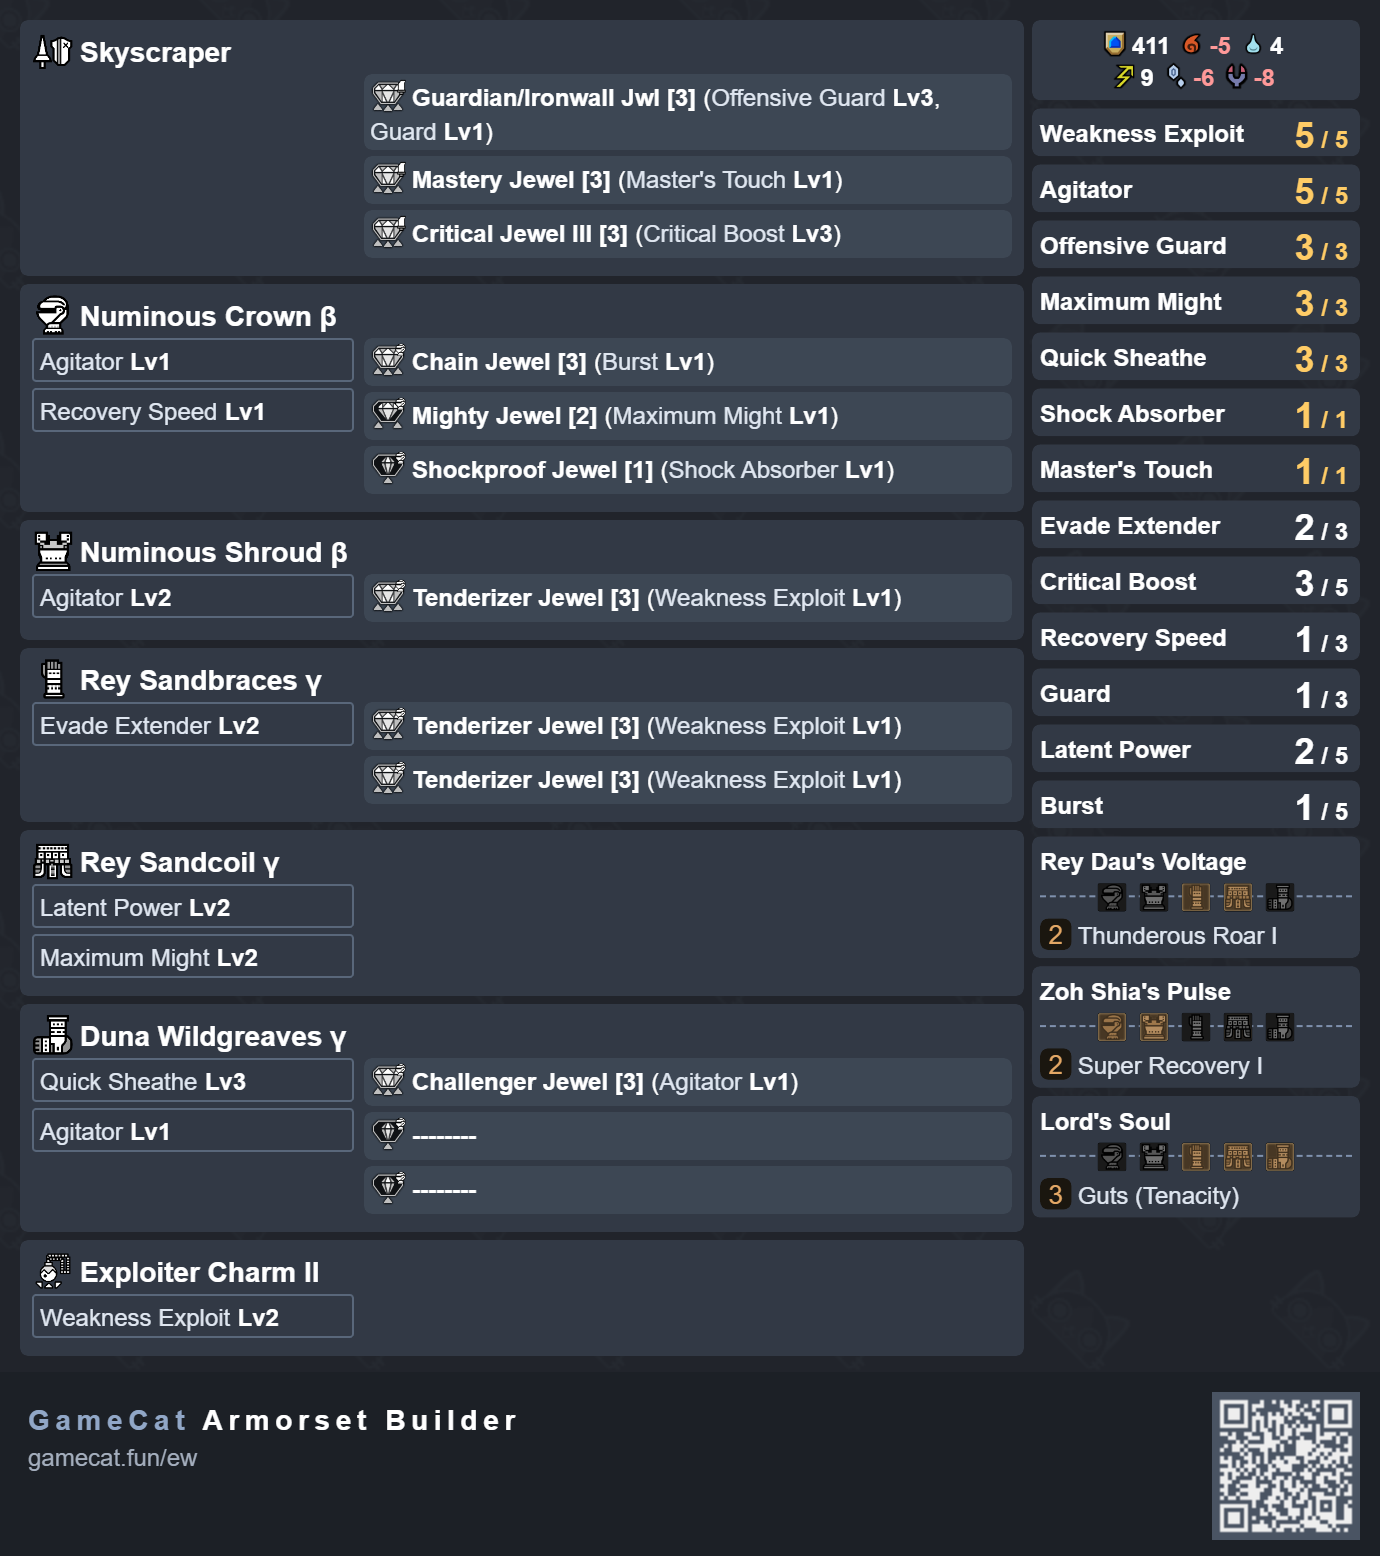 Skyscraper
Guardian/Ironwall Jwl [3] (Offensive Guard Lv3,
Guard Lv1)
Mastery Jewel [3] (Master's Touch Lv1)
Critical Jewel III [3] (Critical Boost Lv3)
Numinous Crown β
Agitator Lv1
Recovery Speed Lv1
Chain Jewel [3] (Burst Lv1)
Mighty Jewel [2] (Maximum Might Lv1)
Shockproof Jewel [1] (Shock Absorber Lv1)
Numinous Shroud β
Agitator Lv2
Tenderizer Jewel [3] (Weakness Exploit Lv1)
Rey Sandbraces γ
Evade Extender Lv2
Tenderizer Jewel [3] (Weakness Exploit Lv1)
Tenderizer Jewel [3] (Weakness Exploit Lv1)
Rey Sandcoil γ
Latent Power Lv2
Maximum Might Lv2
Duna Wildgreaves γ
Quick Sheathe Lv3
Agitator Lv1
Challenger Jewel [3] (Agitator Lv1)
--------
--------
Exploiter Charm II
Weakness Exploit Lv2
411 -5 4
9 -6 -8
Weakness Exploit 5 / 5
Agitator 5 / 5
Offensive Guard 3 / 3
Maximum Might 3 / 3
Quick Sheathe 3 / 3
Shock Absorber 1 / 1
Master's Touch 1 / 1
Evade Extender 2 / 3
Critical Boost 3 / 5
Recovery Speed 1 / 3
Guard 1 / 3
Latent Power 2 / 5
Burst 1 / 5
Rey Dau's Voltage
2 Thunderous Roar I
Zoh Shia's Pulse
2 Super Recovery I
Lord's Soul
3 Guts (Tenacity)
GameCat Armorset Builder
gamecat.fun/ew